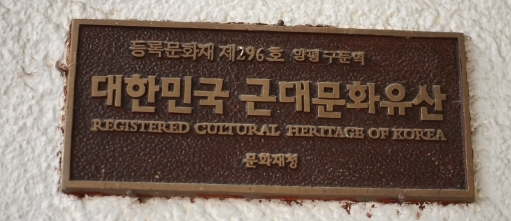 등록문화재 제296호 양평 구둔역
대한민국 근대문화유산
REGISTERED CULTURAL HERITAGE OF KOREA
문화재청